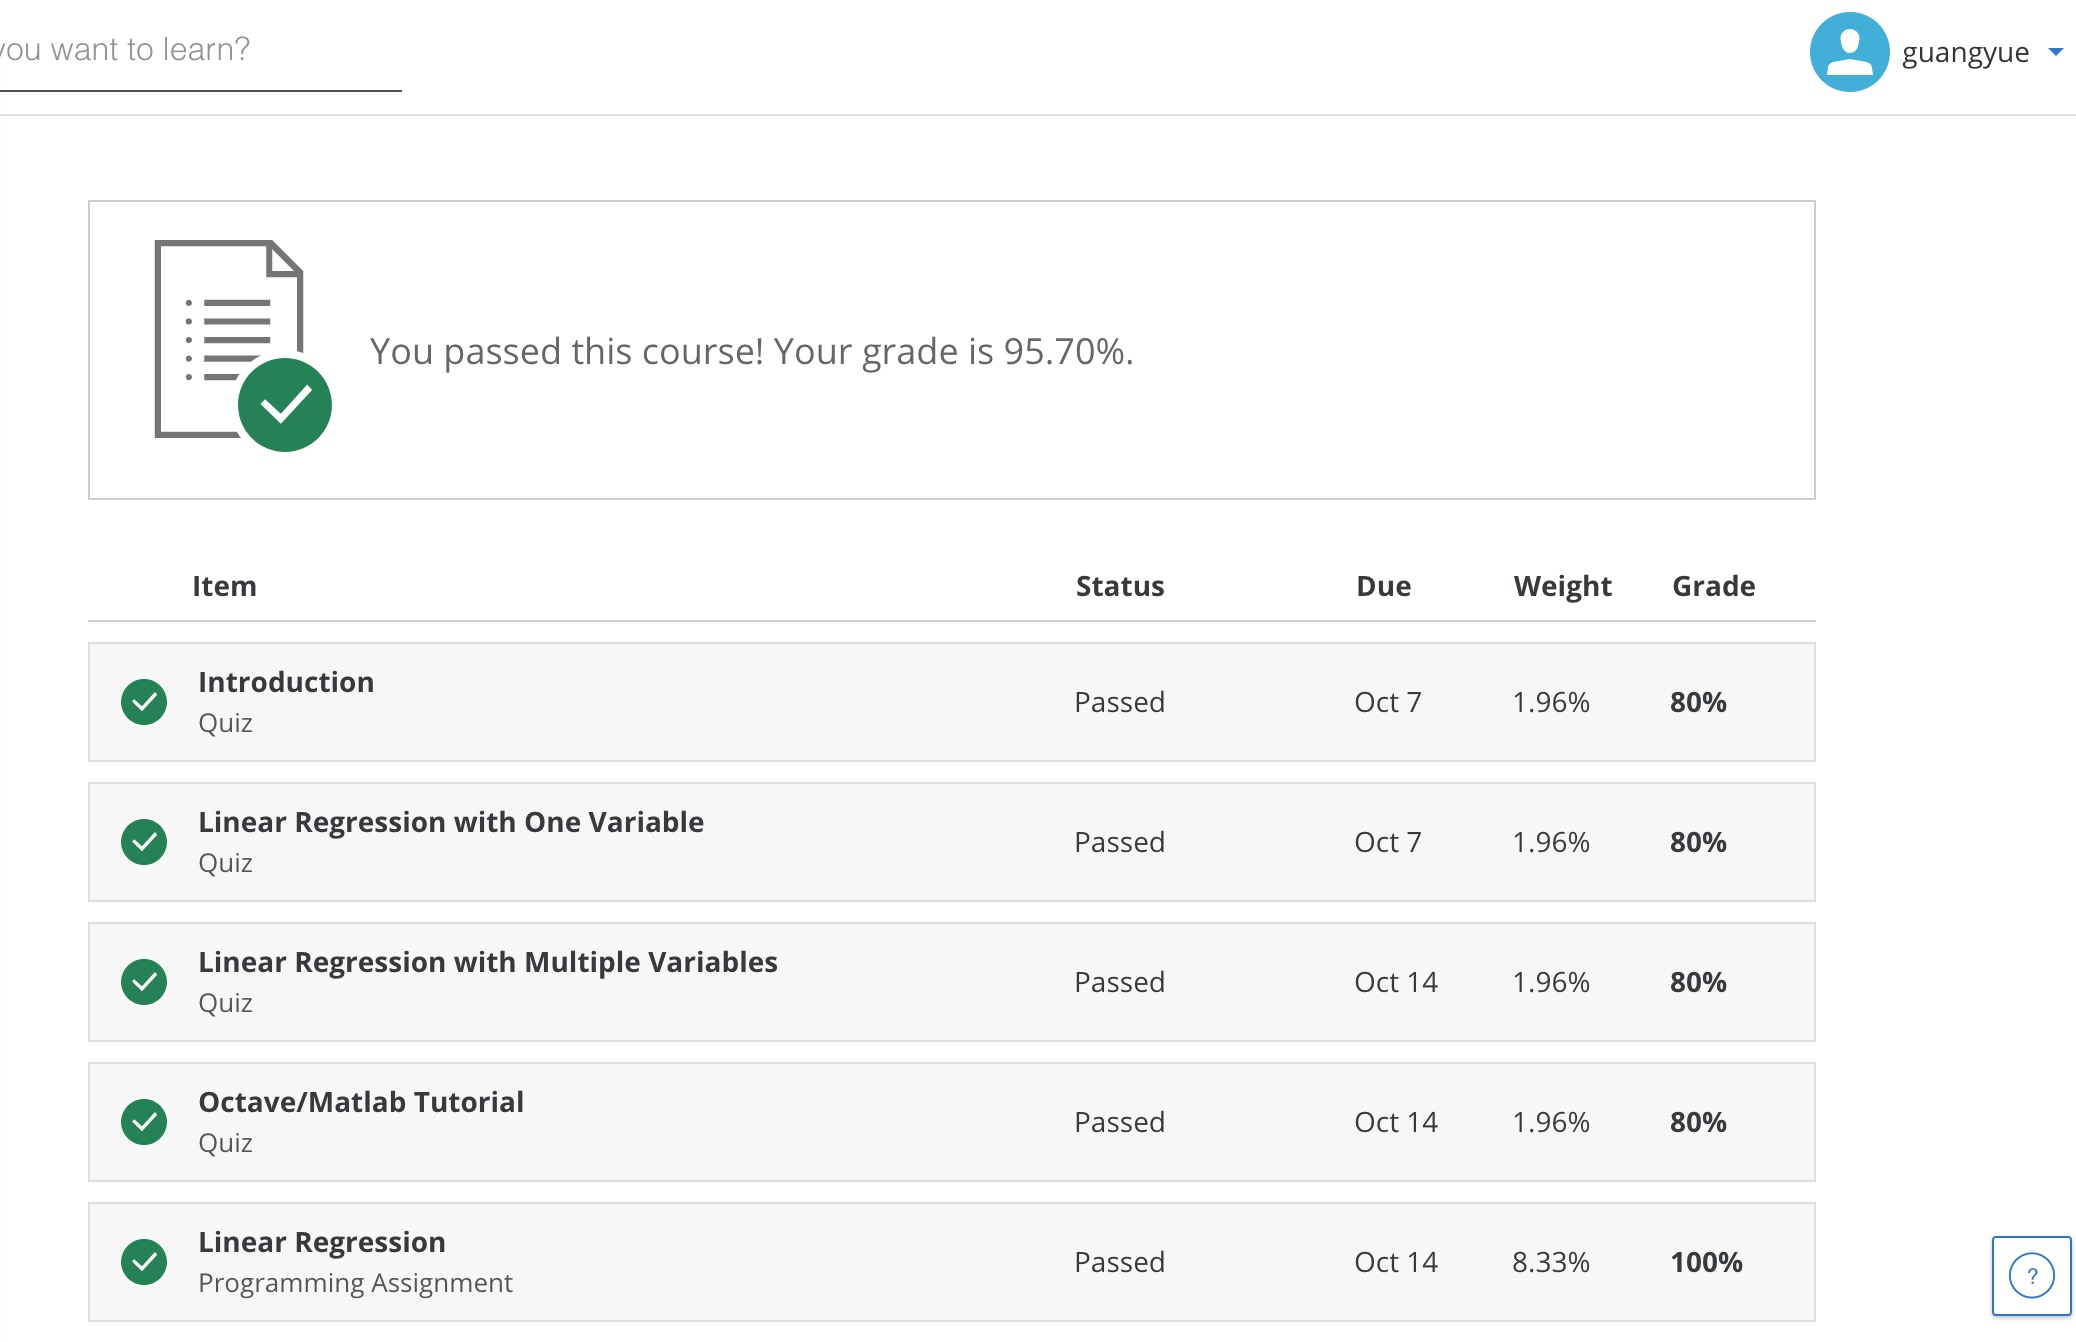 you want to learn?
guangyue
You passed this course! Your grade is 95.70%.
Item Status Due Weight Grade
Introduction
Quiz
Passed Oct 7 1.96% 80%
Linear Regression with One Variable
Quiz
Passed Oct 7 1.96% 80%
Linear Regression with Multiple Variables
Quiz
Passed Oct 14 1.96% 80%
Octave/Matlab Tutorial
Quiz
Passed Oct 14 1.96% 80%
Linear Regression
Programming Assignment
Passed Oct 14 8.33% 100%
?